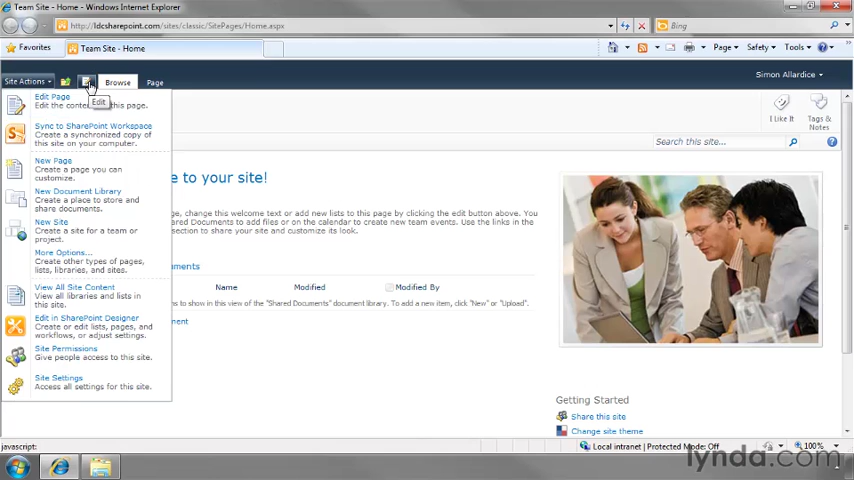 Team Site - Home - Windows Internet Explorer
http://ldcsharepoint.com/sites/classic/SitePages/Home.aspx
Bing
Favorites
Team Site - Home
Page
Safety
Tools
Site Actions
Browse
Page
Simon Allardice
Edit
Edit Page
Edit the conten this page.
Sync to SharePoint Workspace
Create a synchronized copy of
this site on your computer.
New Page
Create a page you can
customize.
New Document Library
Create a place to store and
share documents.
New Site
Create a site for a team or
project.
More Options...
Create other types of pages,
lists, libraries, and sites.
View All Site Content
View all libraries and lists in
this site.
Edit in SharePoint Designer
Create or edit lists, pages, and
workflows, or adjust settings.
Site Permissions
Give people access to this site.
Site Settings
Access all settings for this site.
I Like It
Tags &
Notes
Search this site...
e to your site!
page, change this welcome text or add new lists to this page by clicking the edit button above. You
d Documents to add files or on the calendar to create new team events. Use the links in
ection to share your site and customize its look.
uments
Name
Modified
Modified By
s to show in this view of the "Shared Documents" document library. To add a new item, click "New" or "Upload".
ment
Getting Started
Share this site
Change site theme
javascript:
Local intranet | Protected Mode: Off
100%
lynda.com